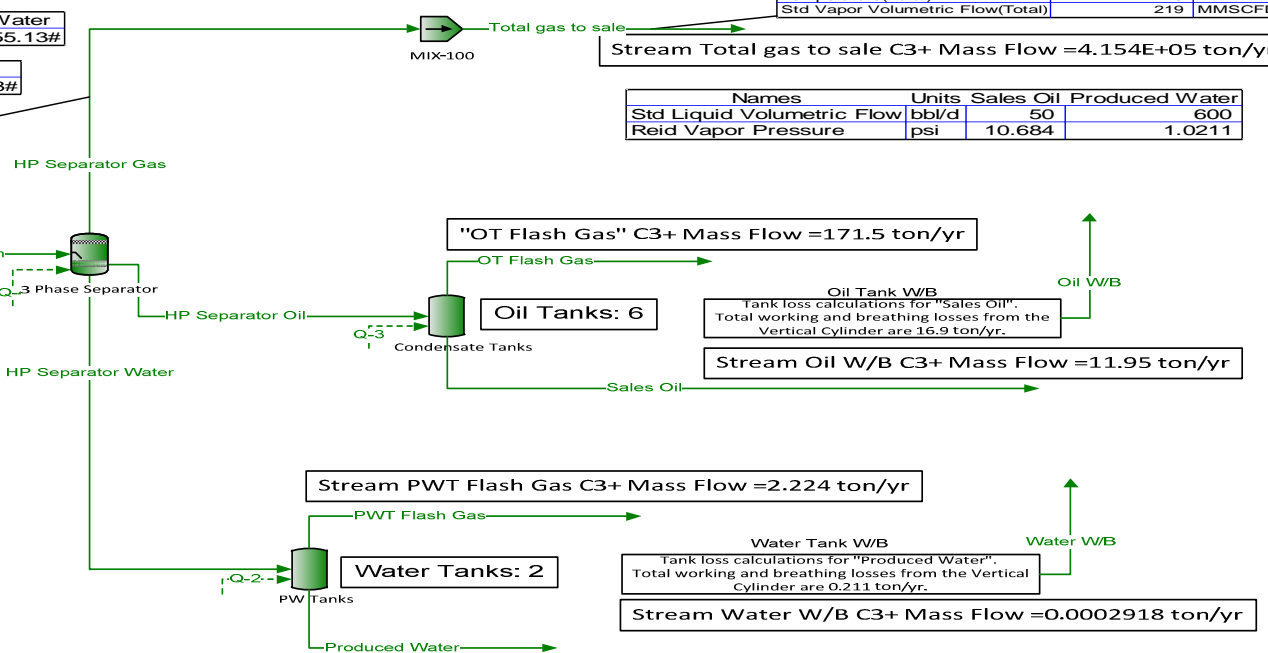 Water
55.13#
Std Vapor Volumetric Flow(Total) 219
Total gas to sale
MIX-100
Stream Total gas to sale C3+ Mass Flow =4.154E+05
Names Units Sales Oil Produced Water
Std Liquid Volumetric Flow bbl/d 50 600
Reid Vapor Pressure psi 10.684 1.0211
HP Separator Gas
3 Phase Separator
"OT Flash Gas" C3+ Mass Flow =171.5 ton/yr
OT Flash Gas
Oil W/B
Oil Tank W/B
Tank loss calculations for "Sales Oil".
Total working and breathing losses from the
Vertical Cylinder are 16.9 ton/yr.
HP Separator Oil
Oil Tanks: 6
Q-3
Condensate Tanks
Stream Oil W/B C3+ Mass Flow =11.95 ton/yr
HP Separator Water
Sales Oil
Stream PWT Flash Gas C3+ Mass Flow =2.224 ton/yr
PWT Flash Gas
Water W/B
Water Tank W/B
Tank loss calculations for "Produced Water".
Total working and breathing losses from the Vertical
Cylinder are 0.211 ton/yr.
Q-2
Water Tanks: 2
PW Tanks
Stream Water W/B C3+ Mass Flow =0.0002918 ton/yr
Produced Water